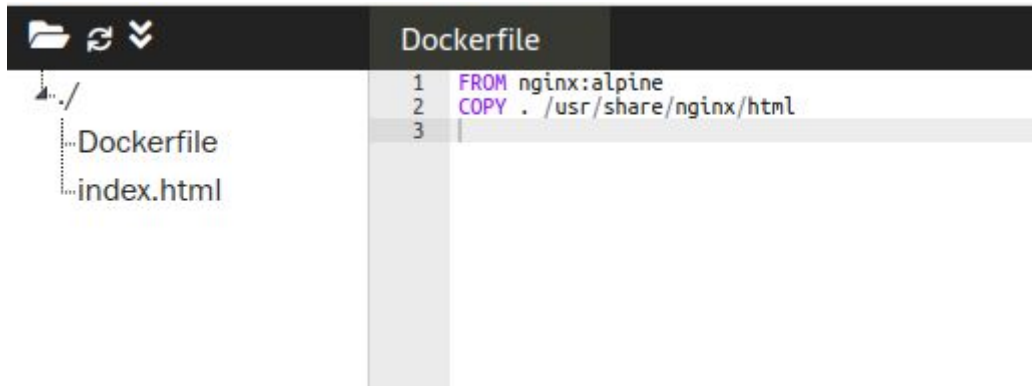 Dockerfile
./
Dockerfile
index.html
1 FROM nginx:alpine
2 COPY . /usr/share/nginx/html
3